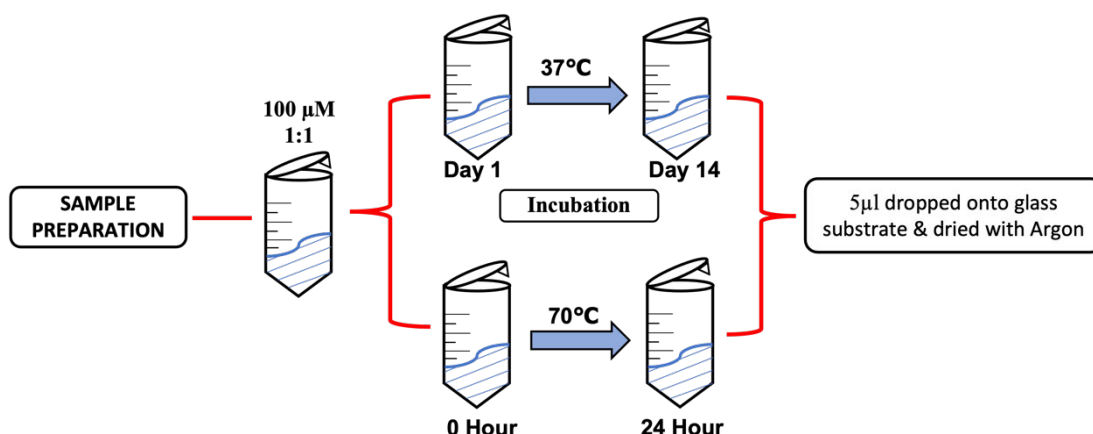 SAMPLE
PREPARATION
100 µM
1:1
37°C
Day 1
Day 14
Incubation
70°C
0 Hour
24 Hour
5µl dropped onto glass
substrate & dried with Argon